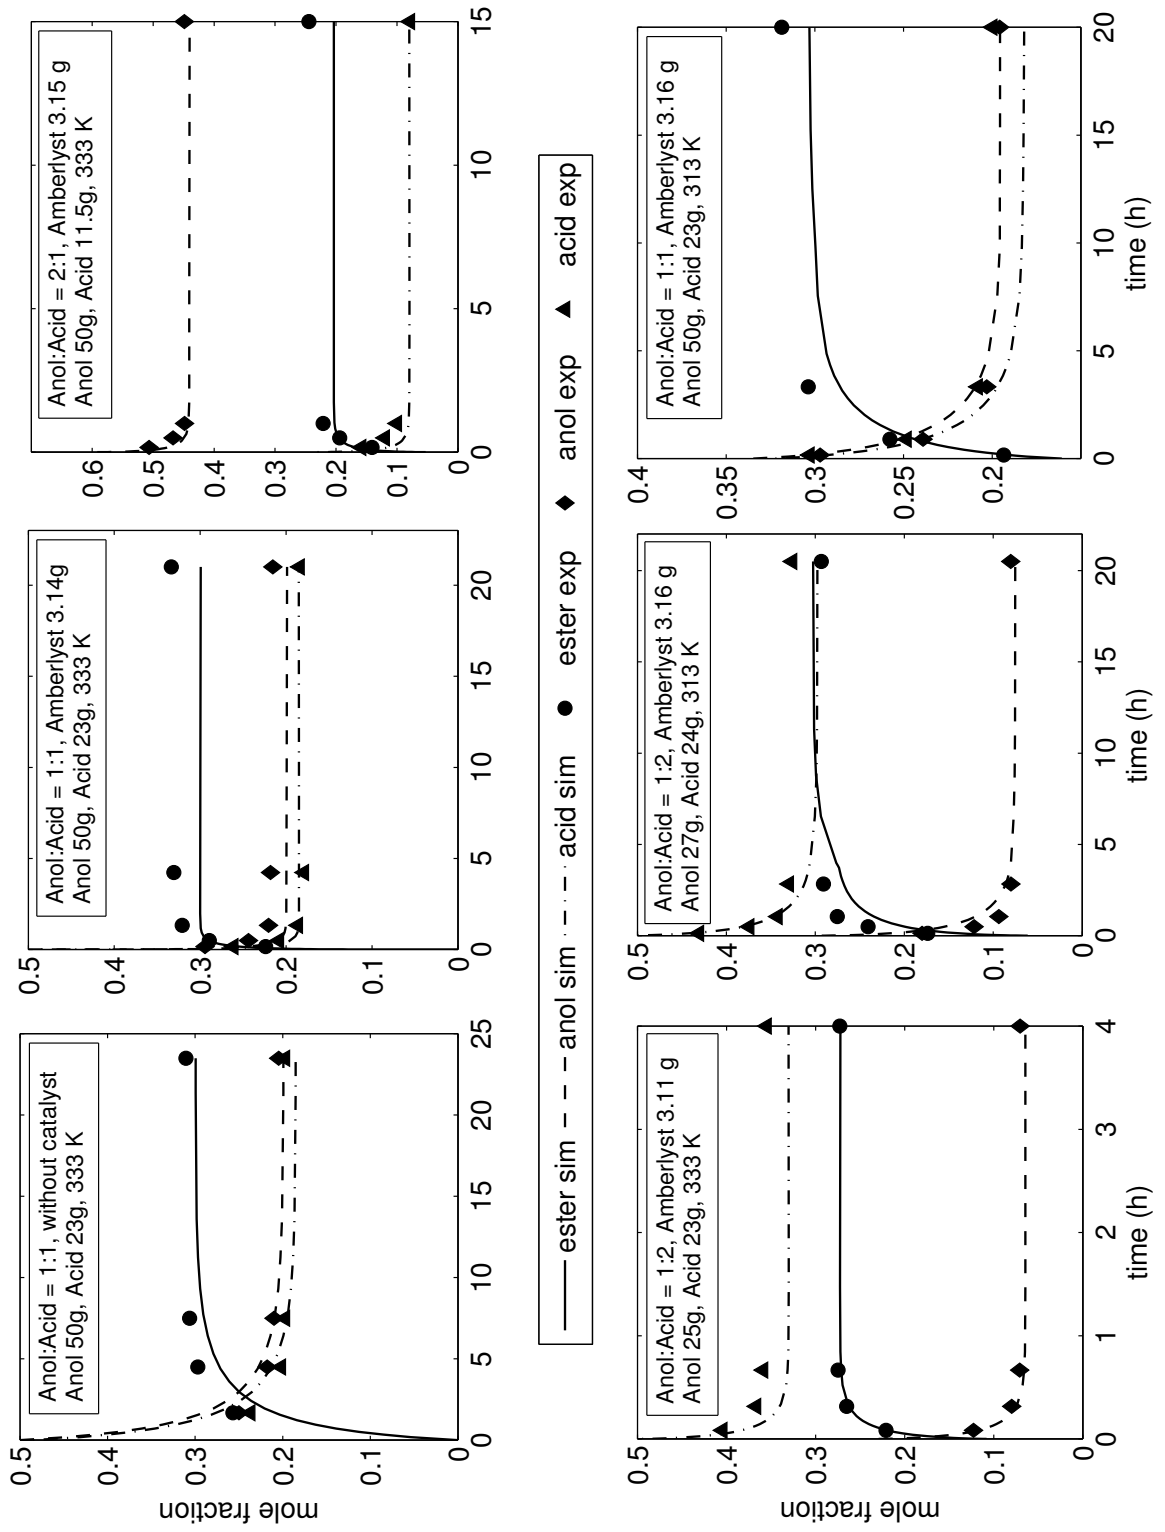 mole fraction
0.5
0.4
0.3
0.2
0.1
0
Anol:Acid = 1:1, without catalyst
Anol 50g, Acid 23g, 333 K
0 5 10 15 20 25
0.5
0.4
0.3
0.2
0.1
0
Anol:Acid = 1:1, Amberlyst 3.14g
Anol 50g, Acid 23g, 333 K
0 5 10 15 20
0.6
0.5
0.4
0.3
0.2
0.1
0
Anol:Acid = 2:1, Amberlyst 3.15 g
Anol 50g, Acid 11.5g, 333 K
0 5 10 15
ester sim anol sim acid sim ester exp anol exp acid exp
mole fraction
0.5
0.4
0.3
0.2
0.1
0
Anol:Acid = 1:2, Amberlyst 3.11 g
Anol 25g, Acid 23g, 333 K
0 1 2 3 4
time (h)
0.5
0.4
0.3
0.2
0.1
0
Anol:Acid = 1:2, Amberlyst 3.16 g
Anol 27g, Acid 24g, 313 K
0 5 10 15 20
time (h)
0.4
0.35
0.3
0.25
0.2
Anol:Acid = 1:1, Amberlyst 3.16 g
Anol 50g, Acid 23g, 313 K
0 5 10 15 20
time (h)